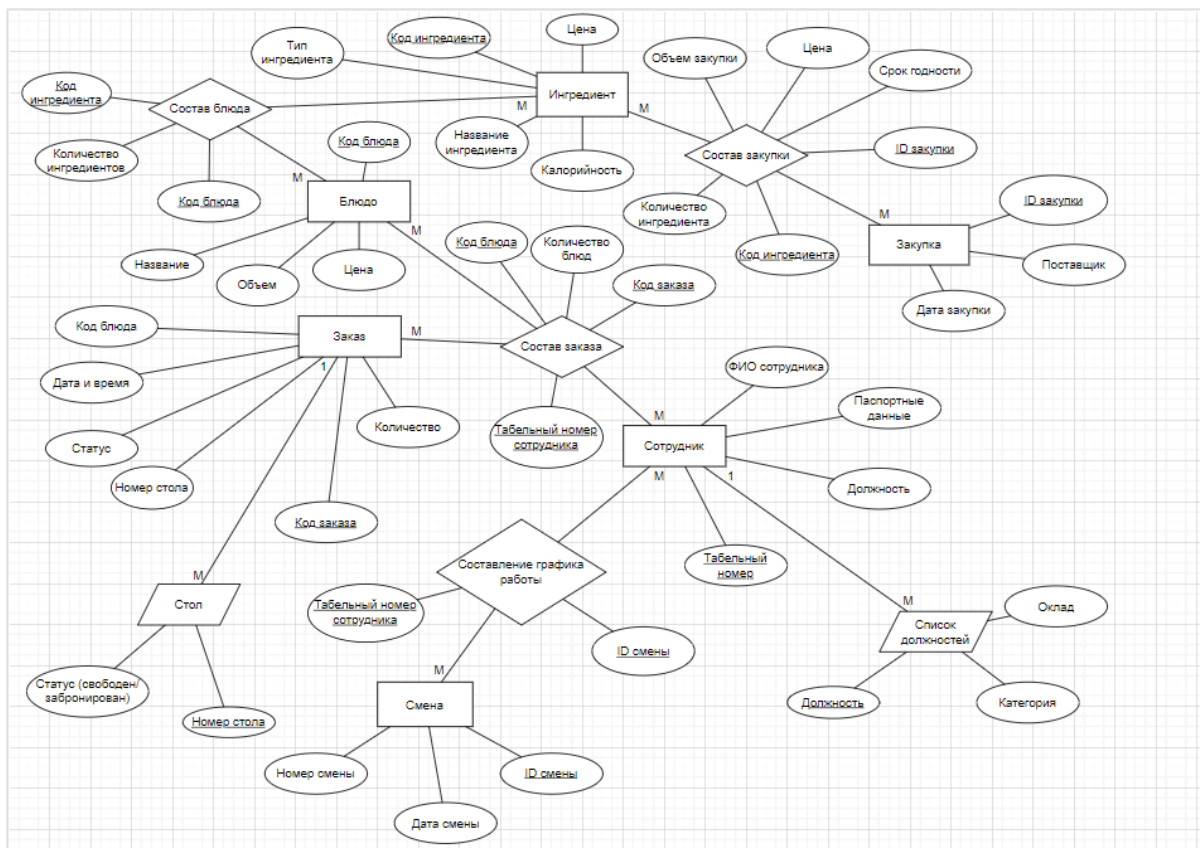 Цена
Код ингредиента
Тип
ингредиента
Объем закупки
Цена
Срок годности
Код
ингредиента
Состав блюда
Ингредиент
М
М
Название
ингредиента
Калорийность
Код блюда
Состав закупки
ID закупки
Количество
ингредиентов
Код блюда
М
Блюдо
М
Количество
ингредиента
Код ингредиента
М
ID закупки
Закупка
Поставщик
Дата закупки
Название
Объем
Цена
Код блюда
Количество
блюд
Код заказа
Код блюда
Заказ
М
1
Состав заказа
Дата и время
Статус
Номер стола
Количество
Код заказа
Табельный номер
сотрудника
ФИО сотрудника
Паспортные
данные
М
Сотрудник
М
1
Должность
Табельный
номер
Составление графика
работы
Табельный номер
сотрудника
ID смены
М
Стол
Статус (свободен/
забронирован)
Номер стола
М
Смена
Номер смены
ID смены
Дата смены
М
Список
должностей
Оклад
Должность
Категория